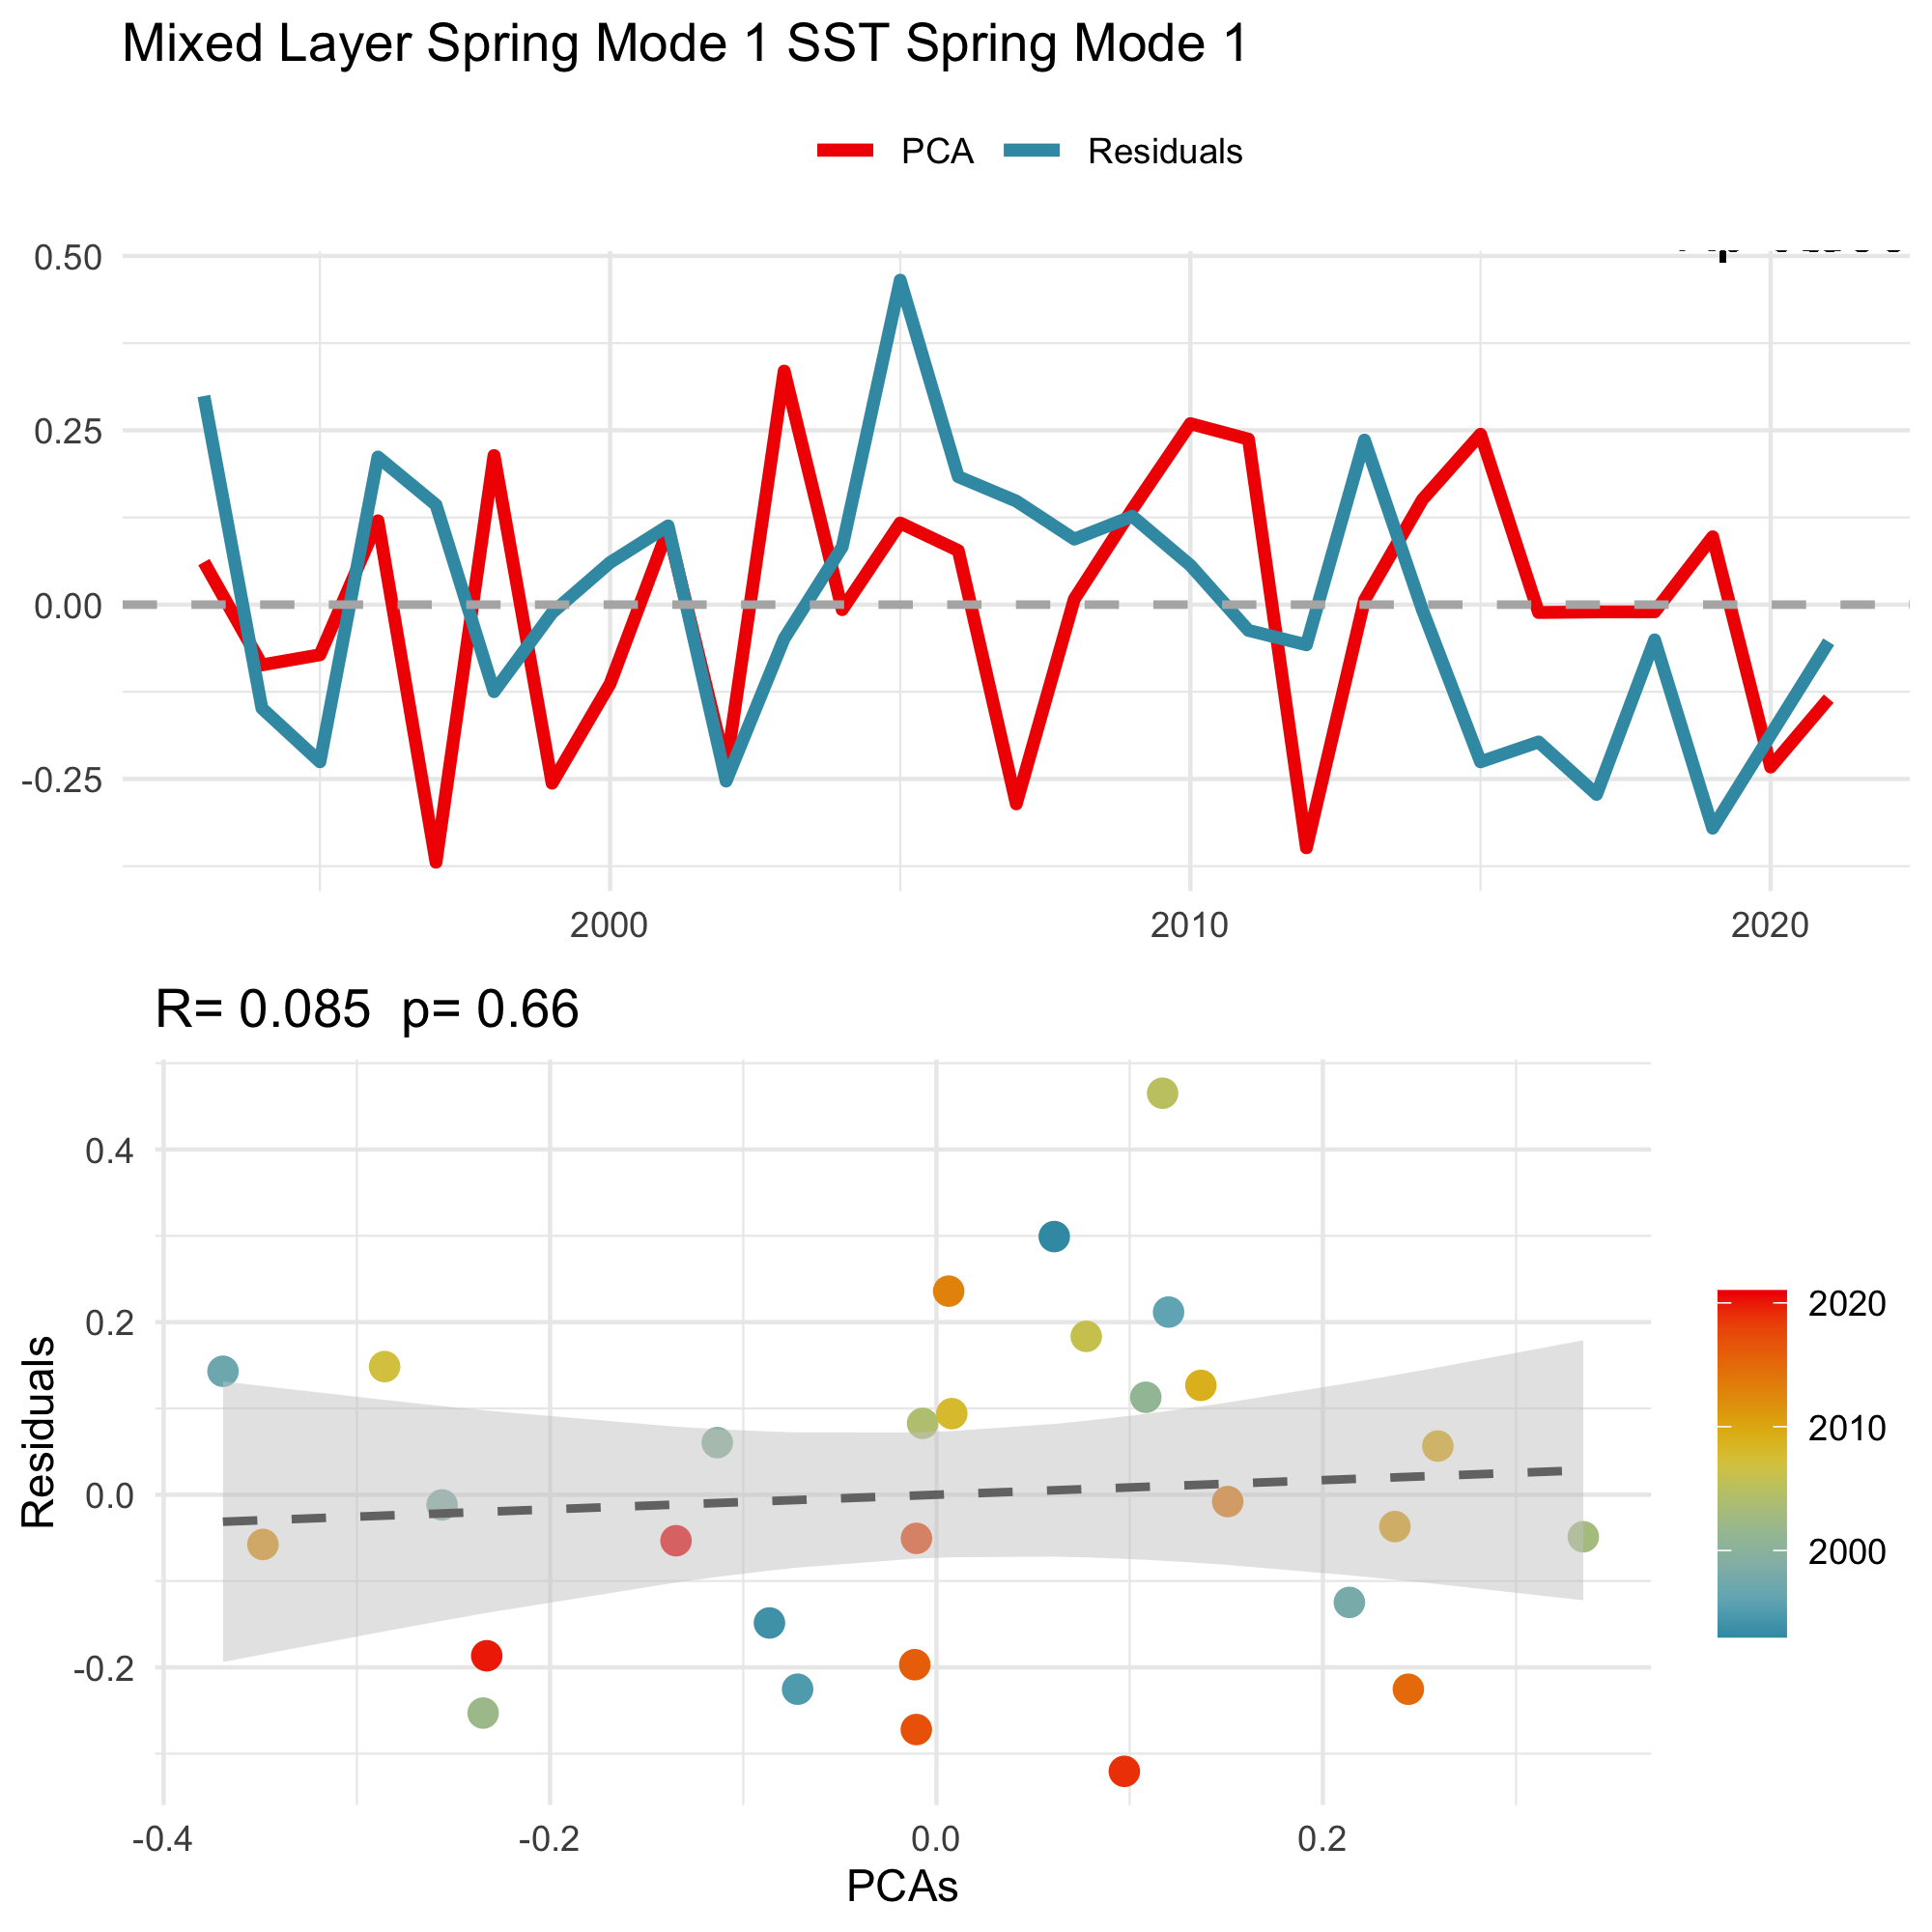 Mixed Layer Spring Mode 1 SST Spring Mode 1
PCA Residuals
0.50
0.25
0.00
-0.25
2000 2010 2020
R= 0.085 p= 0.66
Residuals
0.4
0.2
0.0
-0.2
-0.4 -0.2 0.0 0.2
PCAs
2020
2010
2000